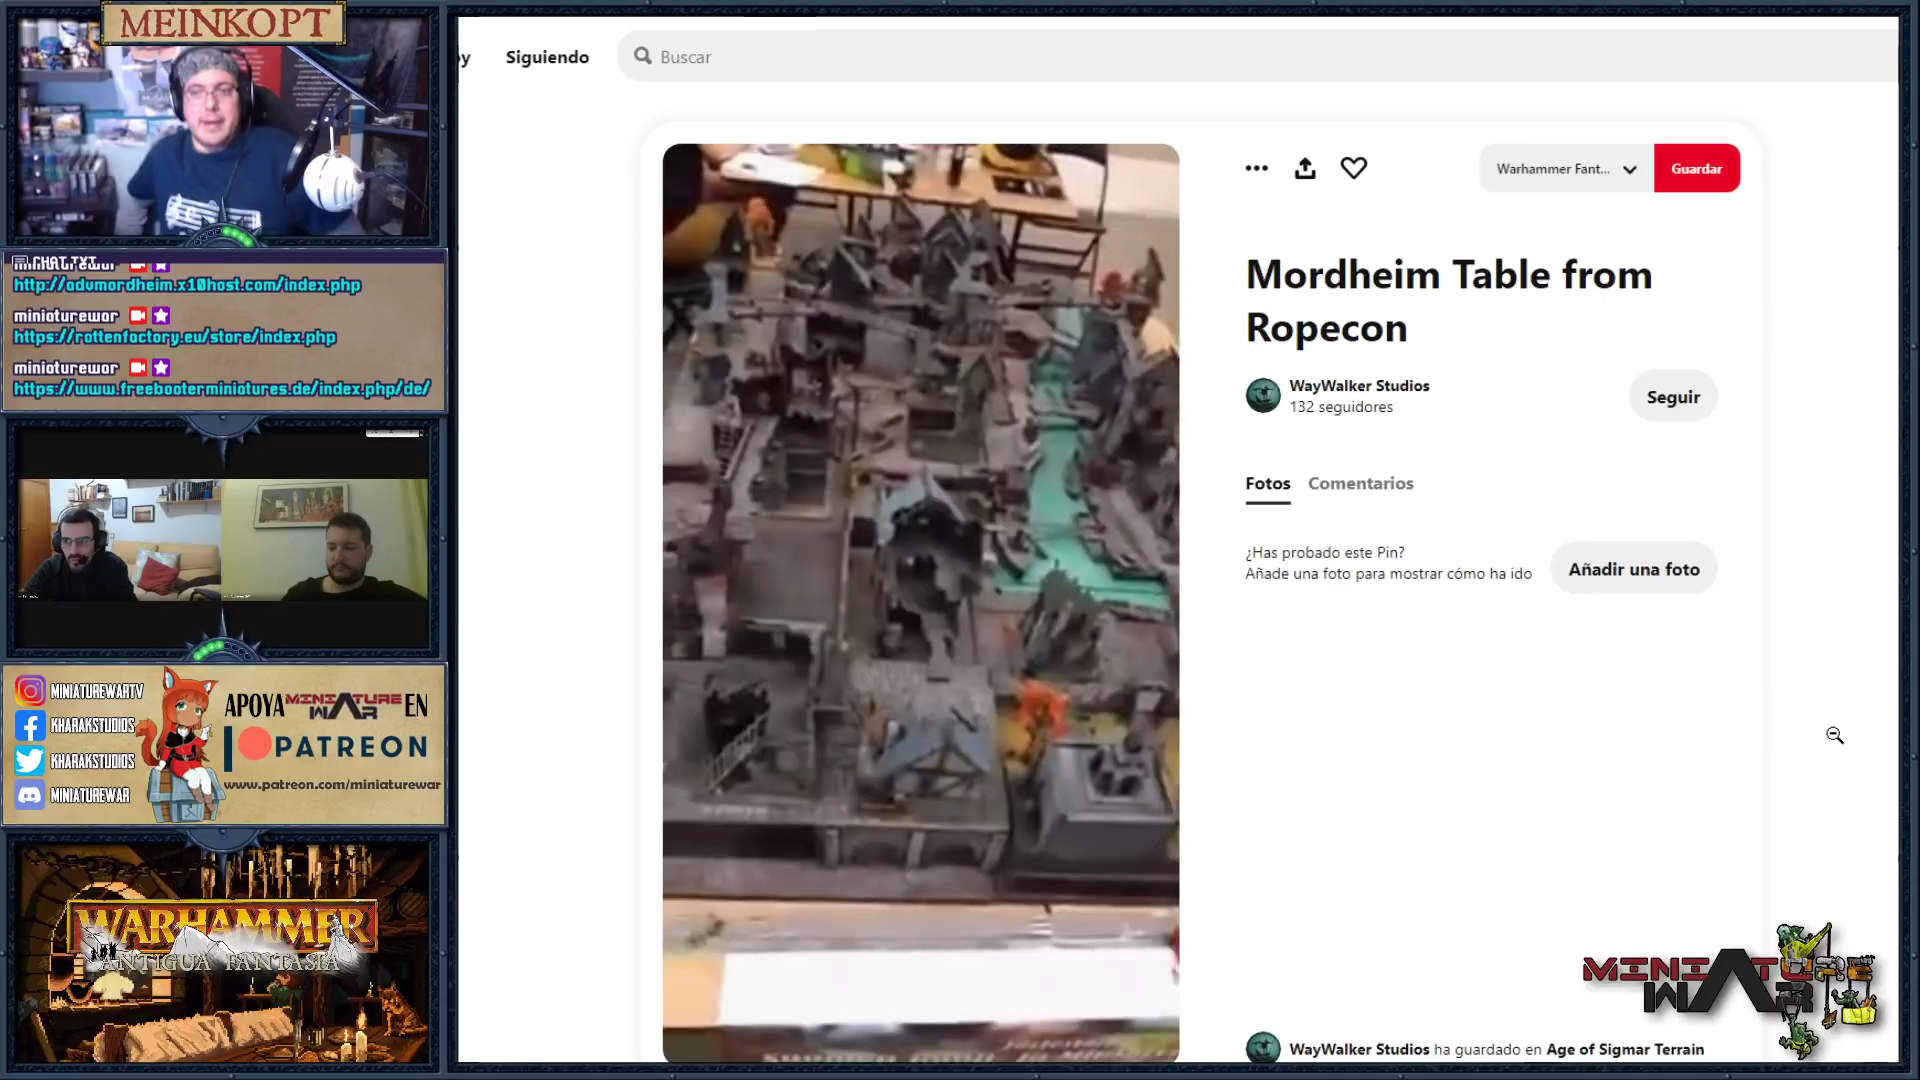 MEINKOPT
CHAT.TXT
miniaturewar
http://advmordheim.x10host.com/index.php
miniaturewar
https://rottenfactory.eu/store/index.php
miniaturewar
https://www.freebooterminiatures.de/index.php/de/
MINIATUREWARTV
KHARAKSTUDIOS
KHARAKSTUDIOS
MINIATUREWAR
APOYA MINIATURE WAR EN
PATREON
www.patreon.com/miniaturewar
WARHAMMER
ANTIGUA FANTASIA
Siguiendo
Buscar
Warhammer Fant...
Guardar
Mordheim Table from
Ropecon
WayWalker Studios
132 seguidores
Seguir
Fotos
Comentarios
¿Has probado este Pin?
Añade una foto para mostrar cómo ha ido
Añadir una foto
MINIATURE
WAR
WayWalker Studios ha guardado en Age of Sigmar Terrain